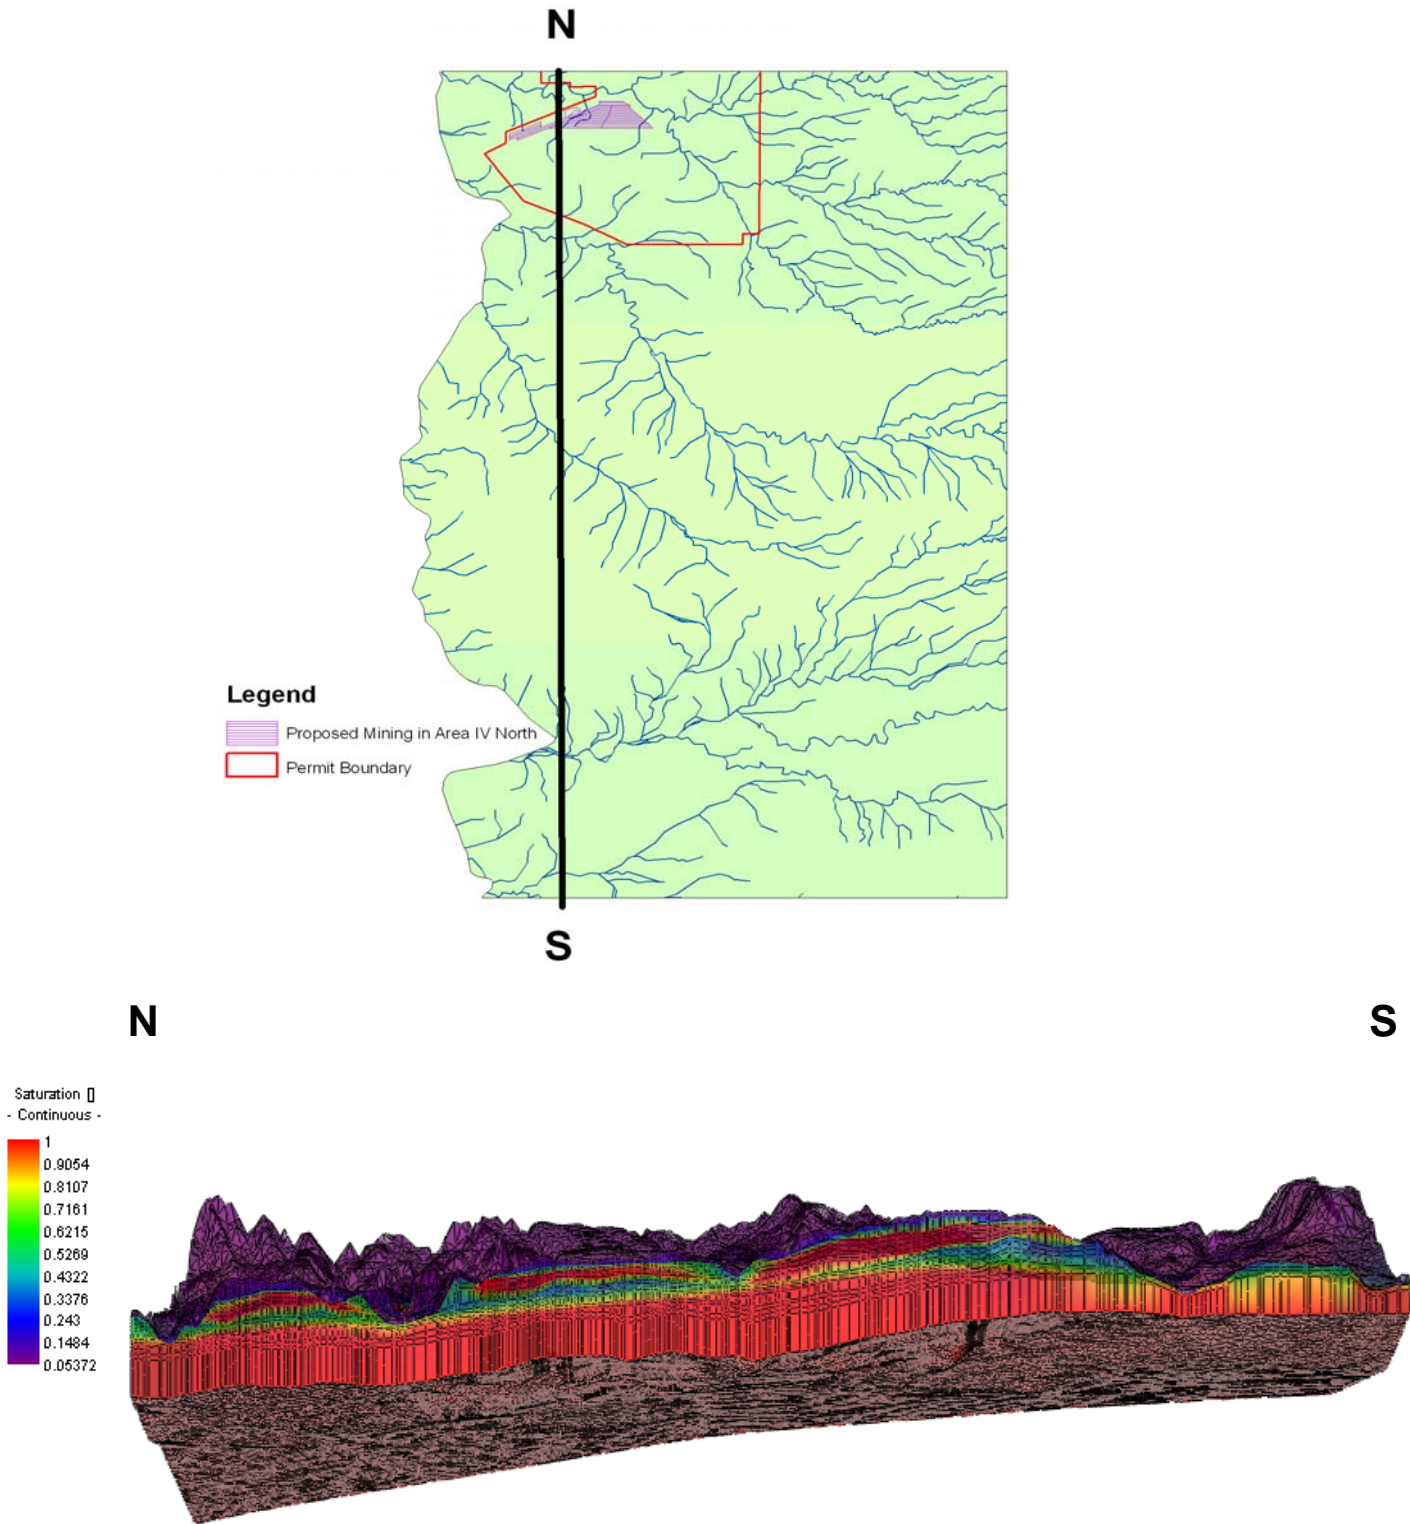 N
Legend
Proposed Mining in Area IV North
Permit Boundary
S
N
S
Saturation []
- Continuous -
1
0.9054
0.8107
0.7161
0.6215
0.5269
0.4322
0.3376
0.243
0.1484
0.05372